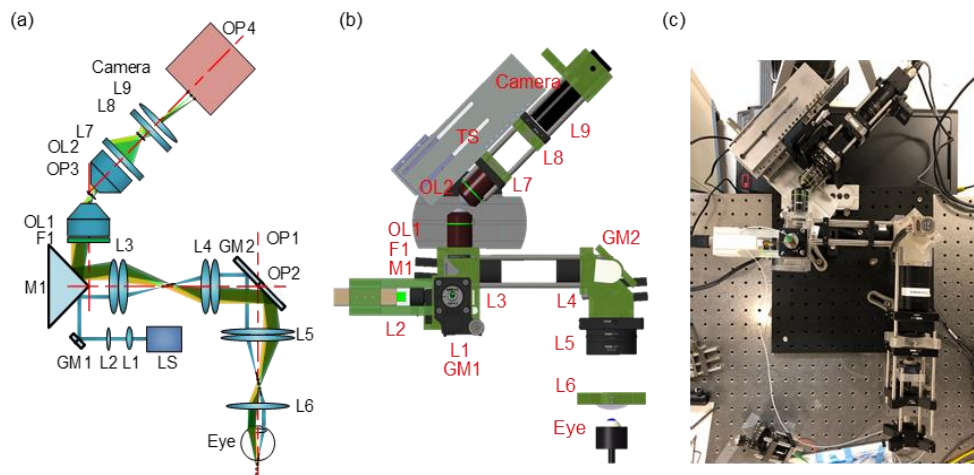 (a)
OP4
Camera
L9
L8
L7
OL2
OP3
OL1
F1
L3
L4
GM2
OP1
OP2
M1
GM1
L2
L1
LS
L5
L6
Eye
(b)
Camera
TS
L9
L8
L7
OL2
OL1
F1
M1
GM2
L3
L4
L2
L1
GM1
L5
L6
Eye
(c)